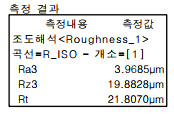 측정 결과
측정내용 측정값
조도해석<Roughness_1>
곡선=R_ISO - 개소=[1]
Ra3 3.9685μm
Rz3 19.8828μm
Rt 21.8070μm